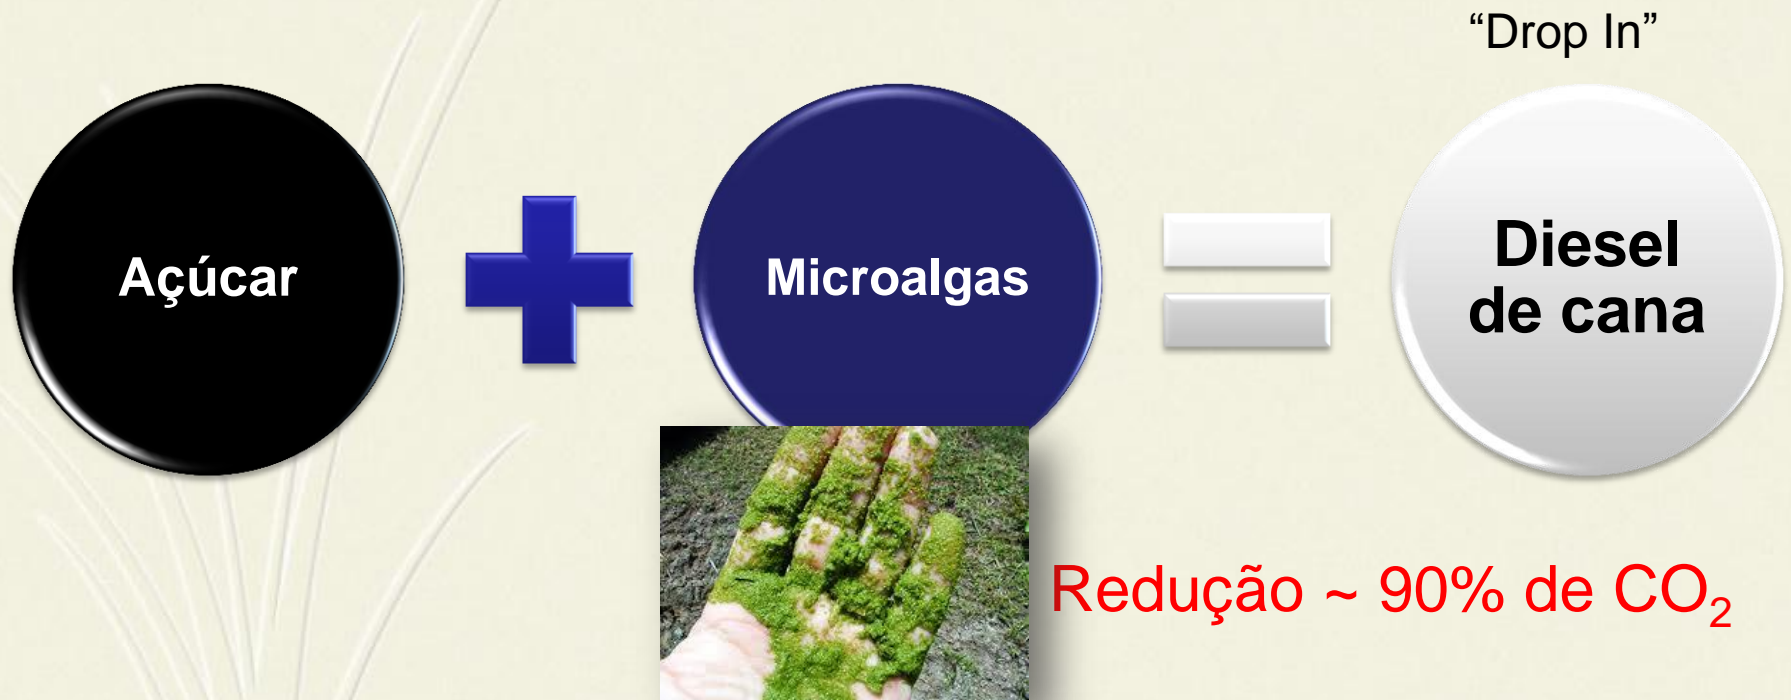 “Drop In”
Açúcar
Microalgas
Diesel
de cana
Redução ~ 90% de CO₂